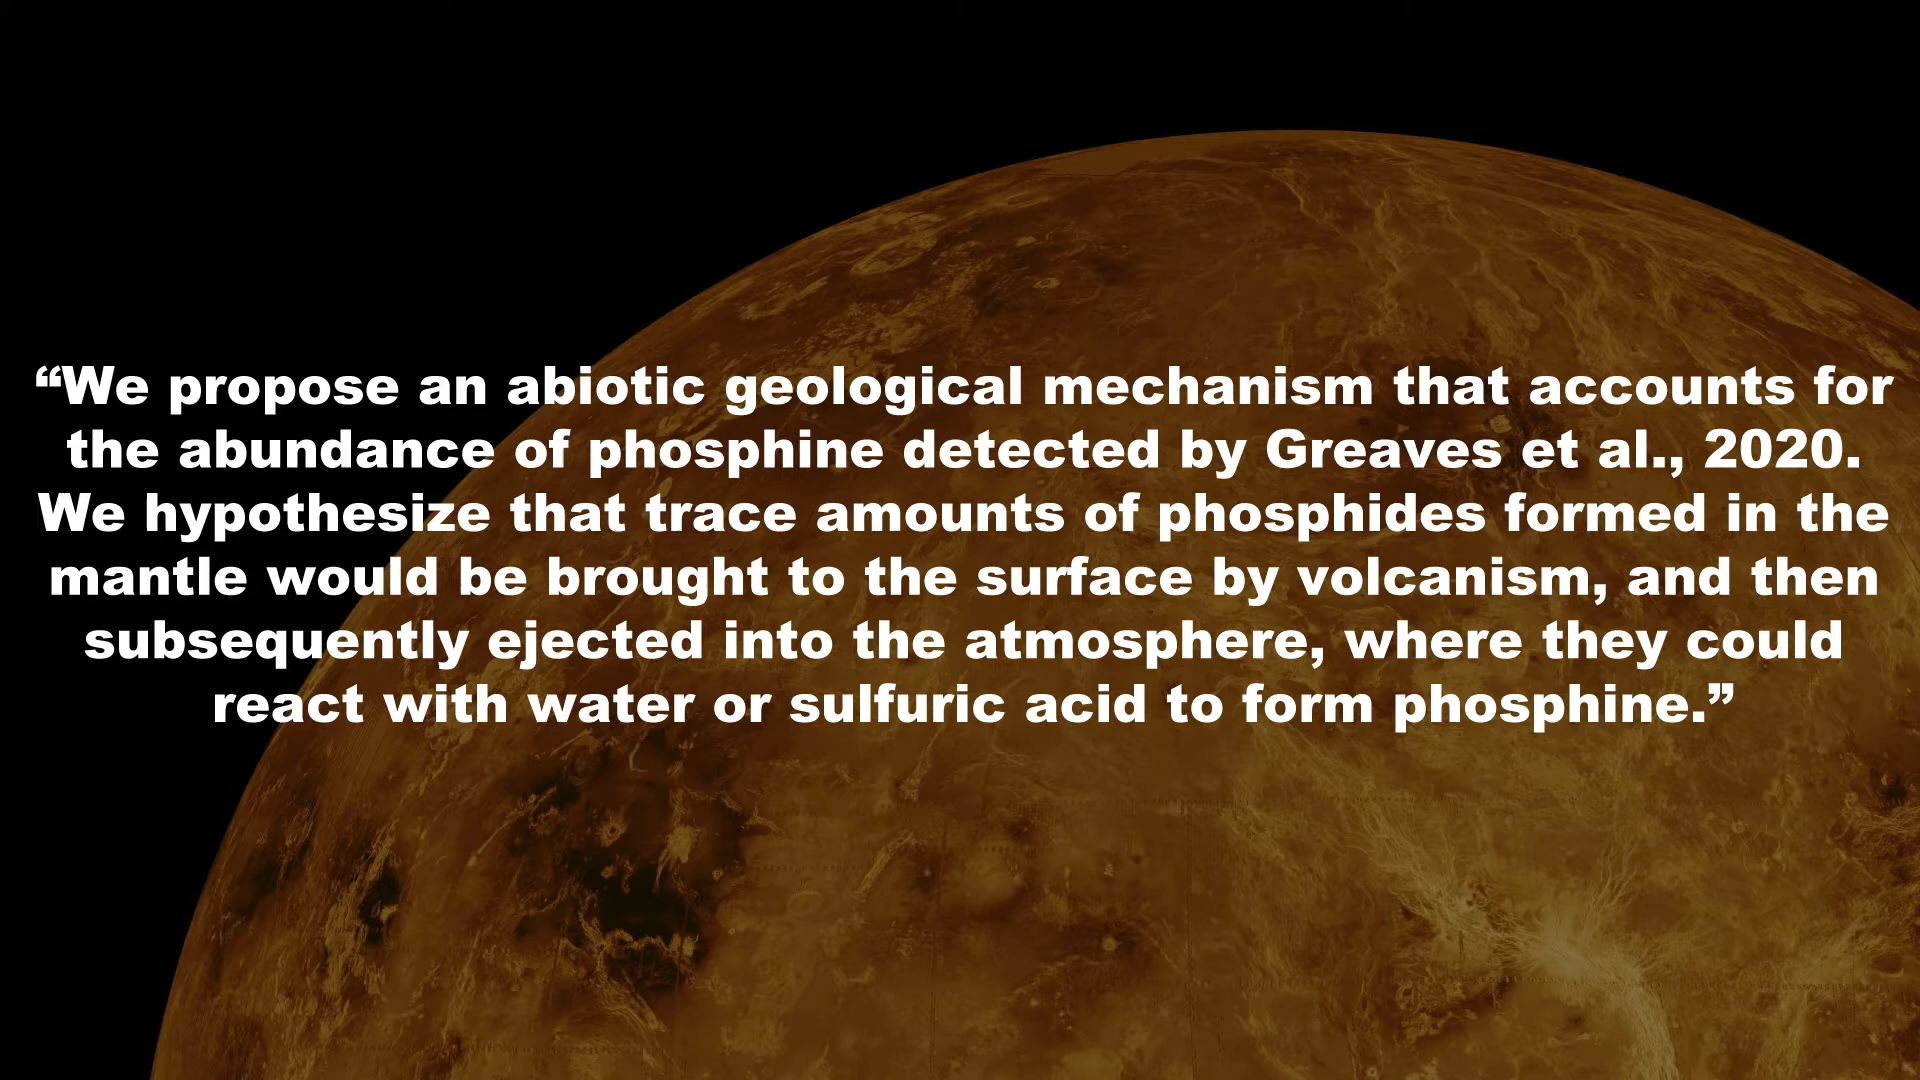 “We propose an abiotic geological mechanism that accounts for
the abundance of phosphine detected by Greaves et al., 2020.
We hypothesize that trace amounts of phosphides formed in the
mantle would be brought to the surface by volcanism, and then
subsequently ejected into the atmosphere, where they could
react with water or sulfuric acid to form phosphine.”